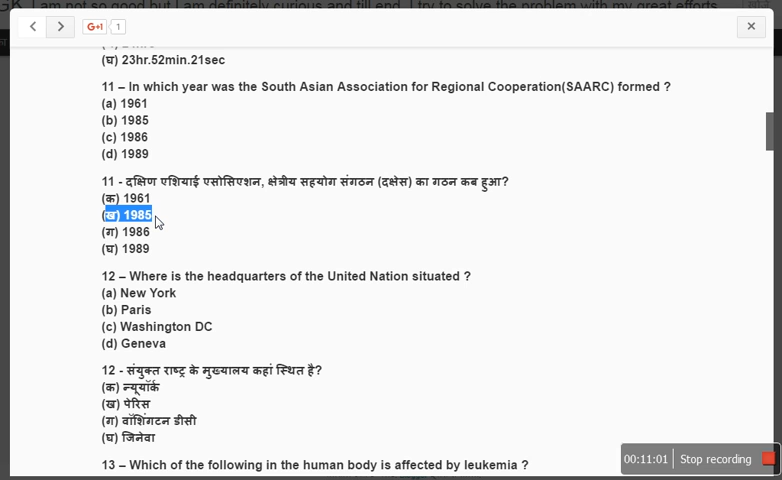 G+1 1
(घ) 23hr.52min.21sec
11 – In which year was the South Asian Association for Regional Cooperation(SAARC) formed ?
(a) 1961
(b) 1985
(c) 1986
(d) 1989
11 - दक्षिण एशियाई एसोसिएशन, क्षेत्रीय सहयोग संगठन (दक्षेस) का गठन कब हुआ?
(क) 1961
(ख) 1985
(ग) 1986
(घ) 1989
12 – Where is the headquarters of the United Nation situated ?
(a) New York
(b) Paris
(c) Washington DC
(d) Geneva
12 - संयुक्त राष्ट्र के मुख्यालय कहां स्थित है?
(क) न्यूयॉर्क
(ख) पेरिस
(ग) वॉशिंगटन डीसी
(घ) जिनेवा
00:11:01 Stop recording
13 – Which of the following in the human body is affected by leukemia ?